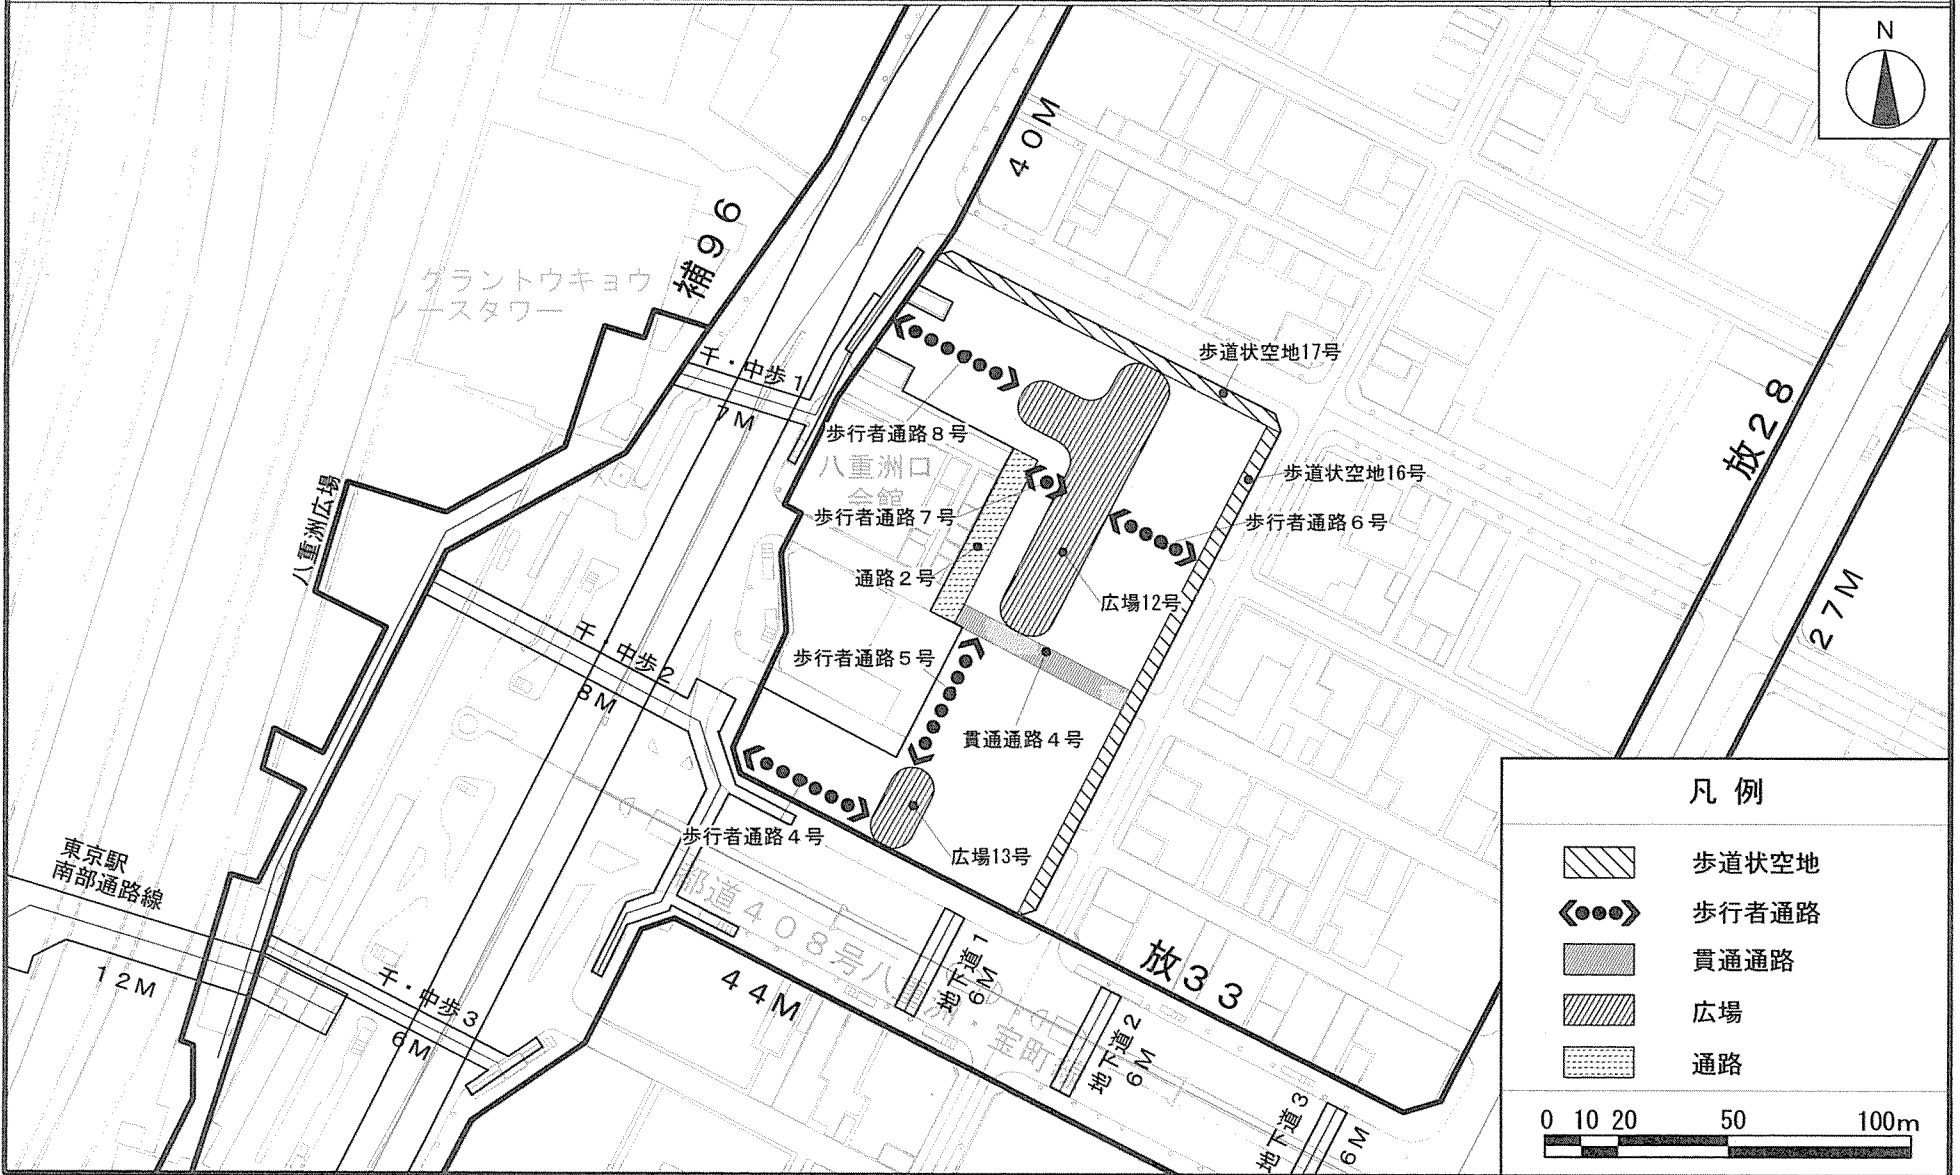 N
40M
補96
グラントウキョウ
ノースタワー
千・中歩1
7M
歩道状空地17号
歩行者通路8号
八重洲口
会館
歩道状空地16号
放28
歩行者通路7号
歩行者通路6号
八重洲広場
通路2号
広場12号
27M
千・中歩2
8M
歩行者通路5号
貫通通路4号
歩行者通路4号
広場13号
東京駅
南部通路線
12M
千・中歩3
6M
44M
都道408号八重洲・宝町
地下道1
6M
放33
地下道2
6M
地下道3
6M
凡例
歩道状空地
歩行者通路
貫通通路
広場
通路
0 10 20 50 100m